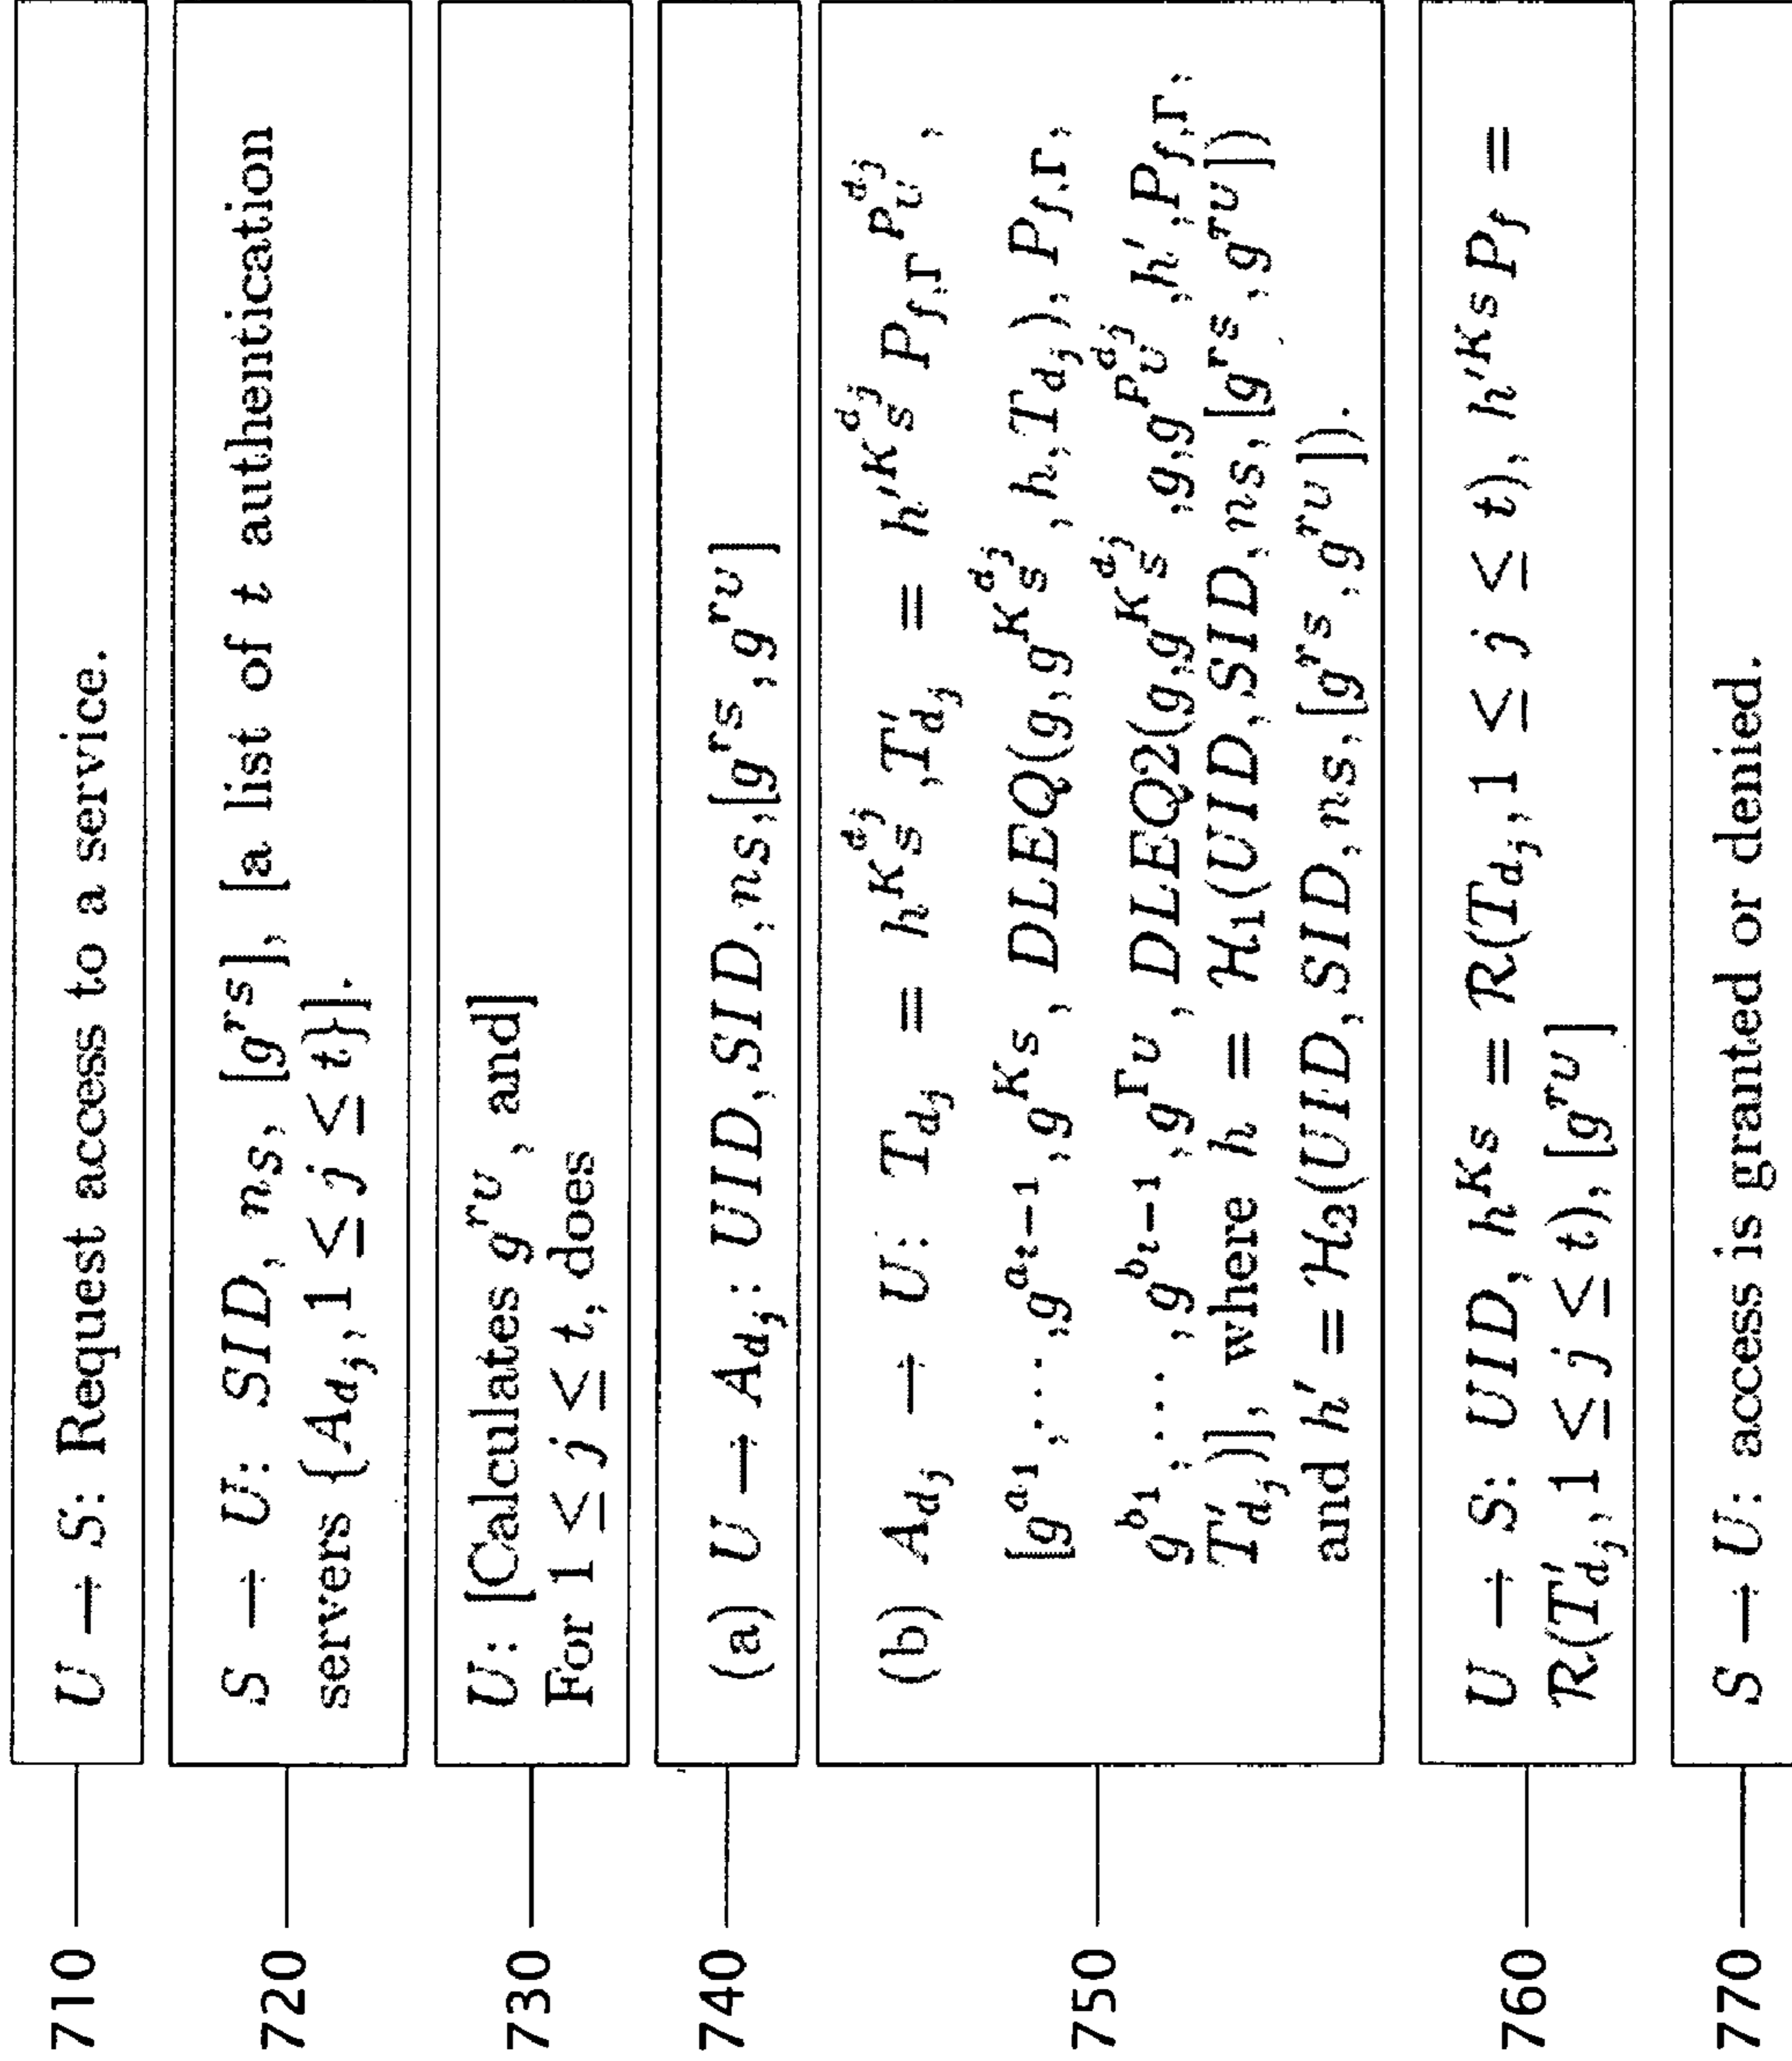 710 U → S: Request access to a service.
720 S → U: SID, n_S, [g^{r_S}], [a list of t authentication
servers {A_{d_j}, 1 ≤ j ≤ t}].
730 U: [Calculates g^{r_U}, and]
For 1 ≤ j ≤ t, does
740 (a) U → A_{d_j}: UID, SID, n_S, [g^{r_S}, g^{r_U}]
750 (b) A_{d_j} → U: T_{d_j} = h^{K_S^{d_j}}, T'_{d_j} = h'^{K_S^{d_j}} P_{f,Γ}^{P_U^{d_j}},
[g^{a_1}, ..., g^{a_{t-1}}, g^{K_S}, DLEQ(g, g^{K_S^{d_j}}, h, T_{d_j}), P_{f,Γ},
g^{b_1}, ..., g^{b_{t-1}}, g^{Γ_U}, DLEQ2(g, g^{K_S^{d_j}}, g, g^{P_U^{d_j}}, h', P_{f,Γ},
T'_{d_j})], where h = H_1(UID, SID, n_S, [g^{r_S}, g^{r_U}])
and h' = H_2(UID, SID, n_S, [g^{r_S}, g^{r_U}]).
760 U → S: UID, h^{K_S} = R(T_{d_j}, 1 ≤ j ≤ t), h'^{K_S} P_f =
R(T'_{d_j}, 1 ≤ j ≤ t), [g^{r_U}]
770 S → U: access is granted or denied.